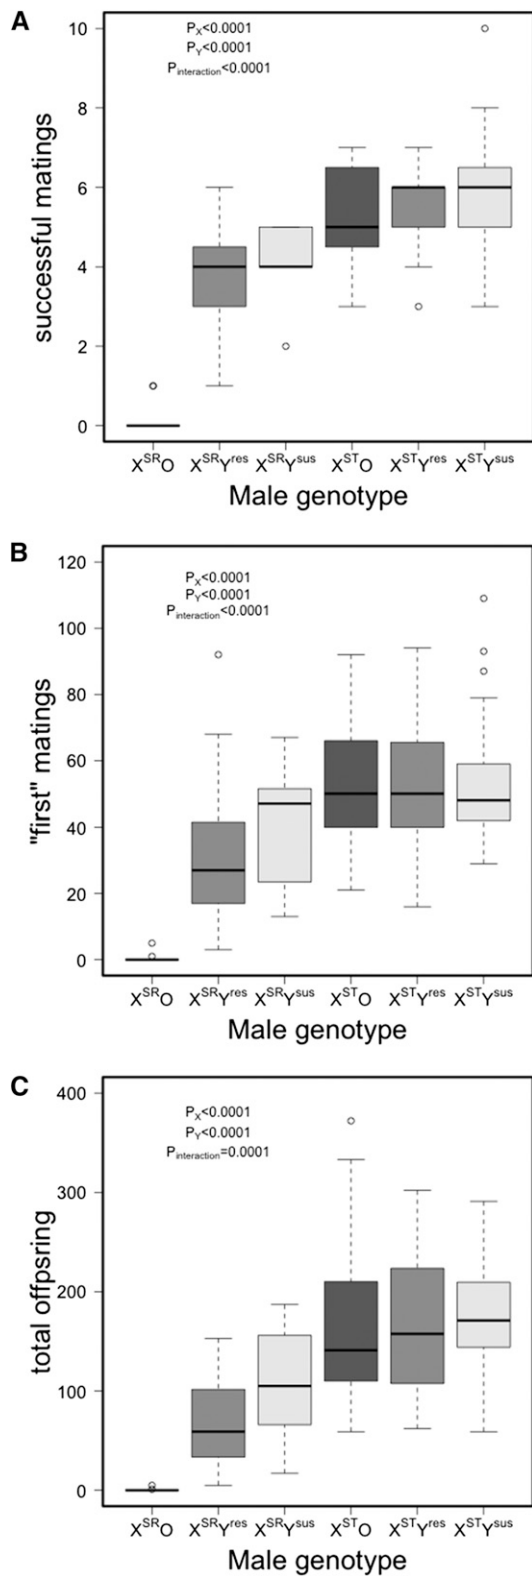 A
P_X<0.0001
P_Y<0.0001
P_interaction<0.0001
10
8
6
4
2
0
successful matings
X^SR O X^SR Y^res X^SR Y^sus X^ST O X^ST Y^res X^ST Y^sus
Male genotype
B
P_X<0.0001
P_Y<0.0001
P_interaction<0.0001
120
100
80
60
40
20
0
"first" matings
X^SR O X^SR Y^res X^SR Y^sus X^ST O X^ST Y^res X^ST Y^sus
Male genotype
C
P_X<0.0001
P_Y<0.0001
P_interaction=0.0001
400
300
200
100
0
total offpsring
X^SR O X^SR Y^res X^SR Y^sus X^ST O X^ST Y^res X^ST Y^sus
Male genotype